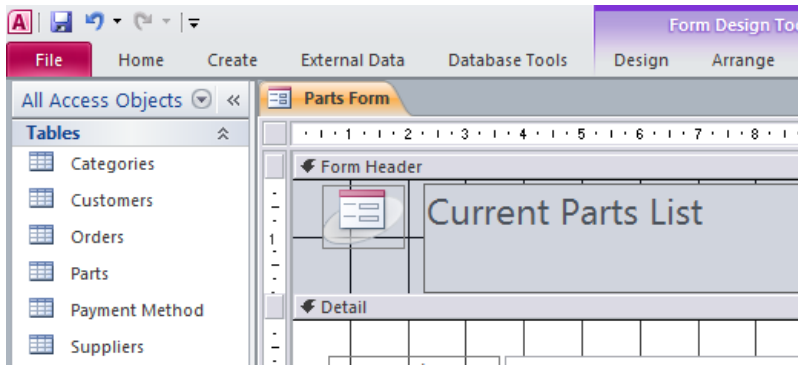 A
Form Design To
File Home Create External Data Database Tools Design Arrange
All Access Objects «
Parts Form
Tables
1 2 3 4 5 6 7 8
Categories
Form Header
Customers
Current Parts List
Orders
1
Parts
Payment Method
Detail
Suppliers